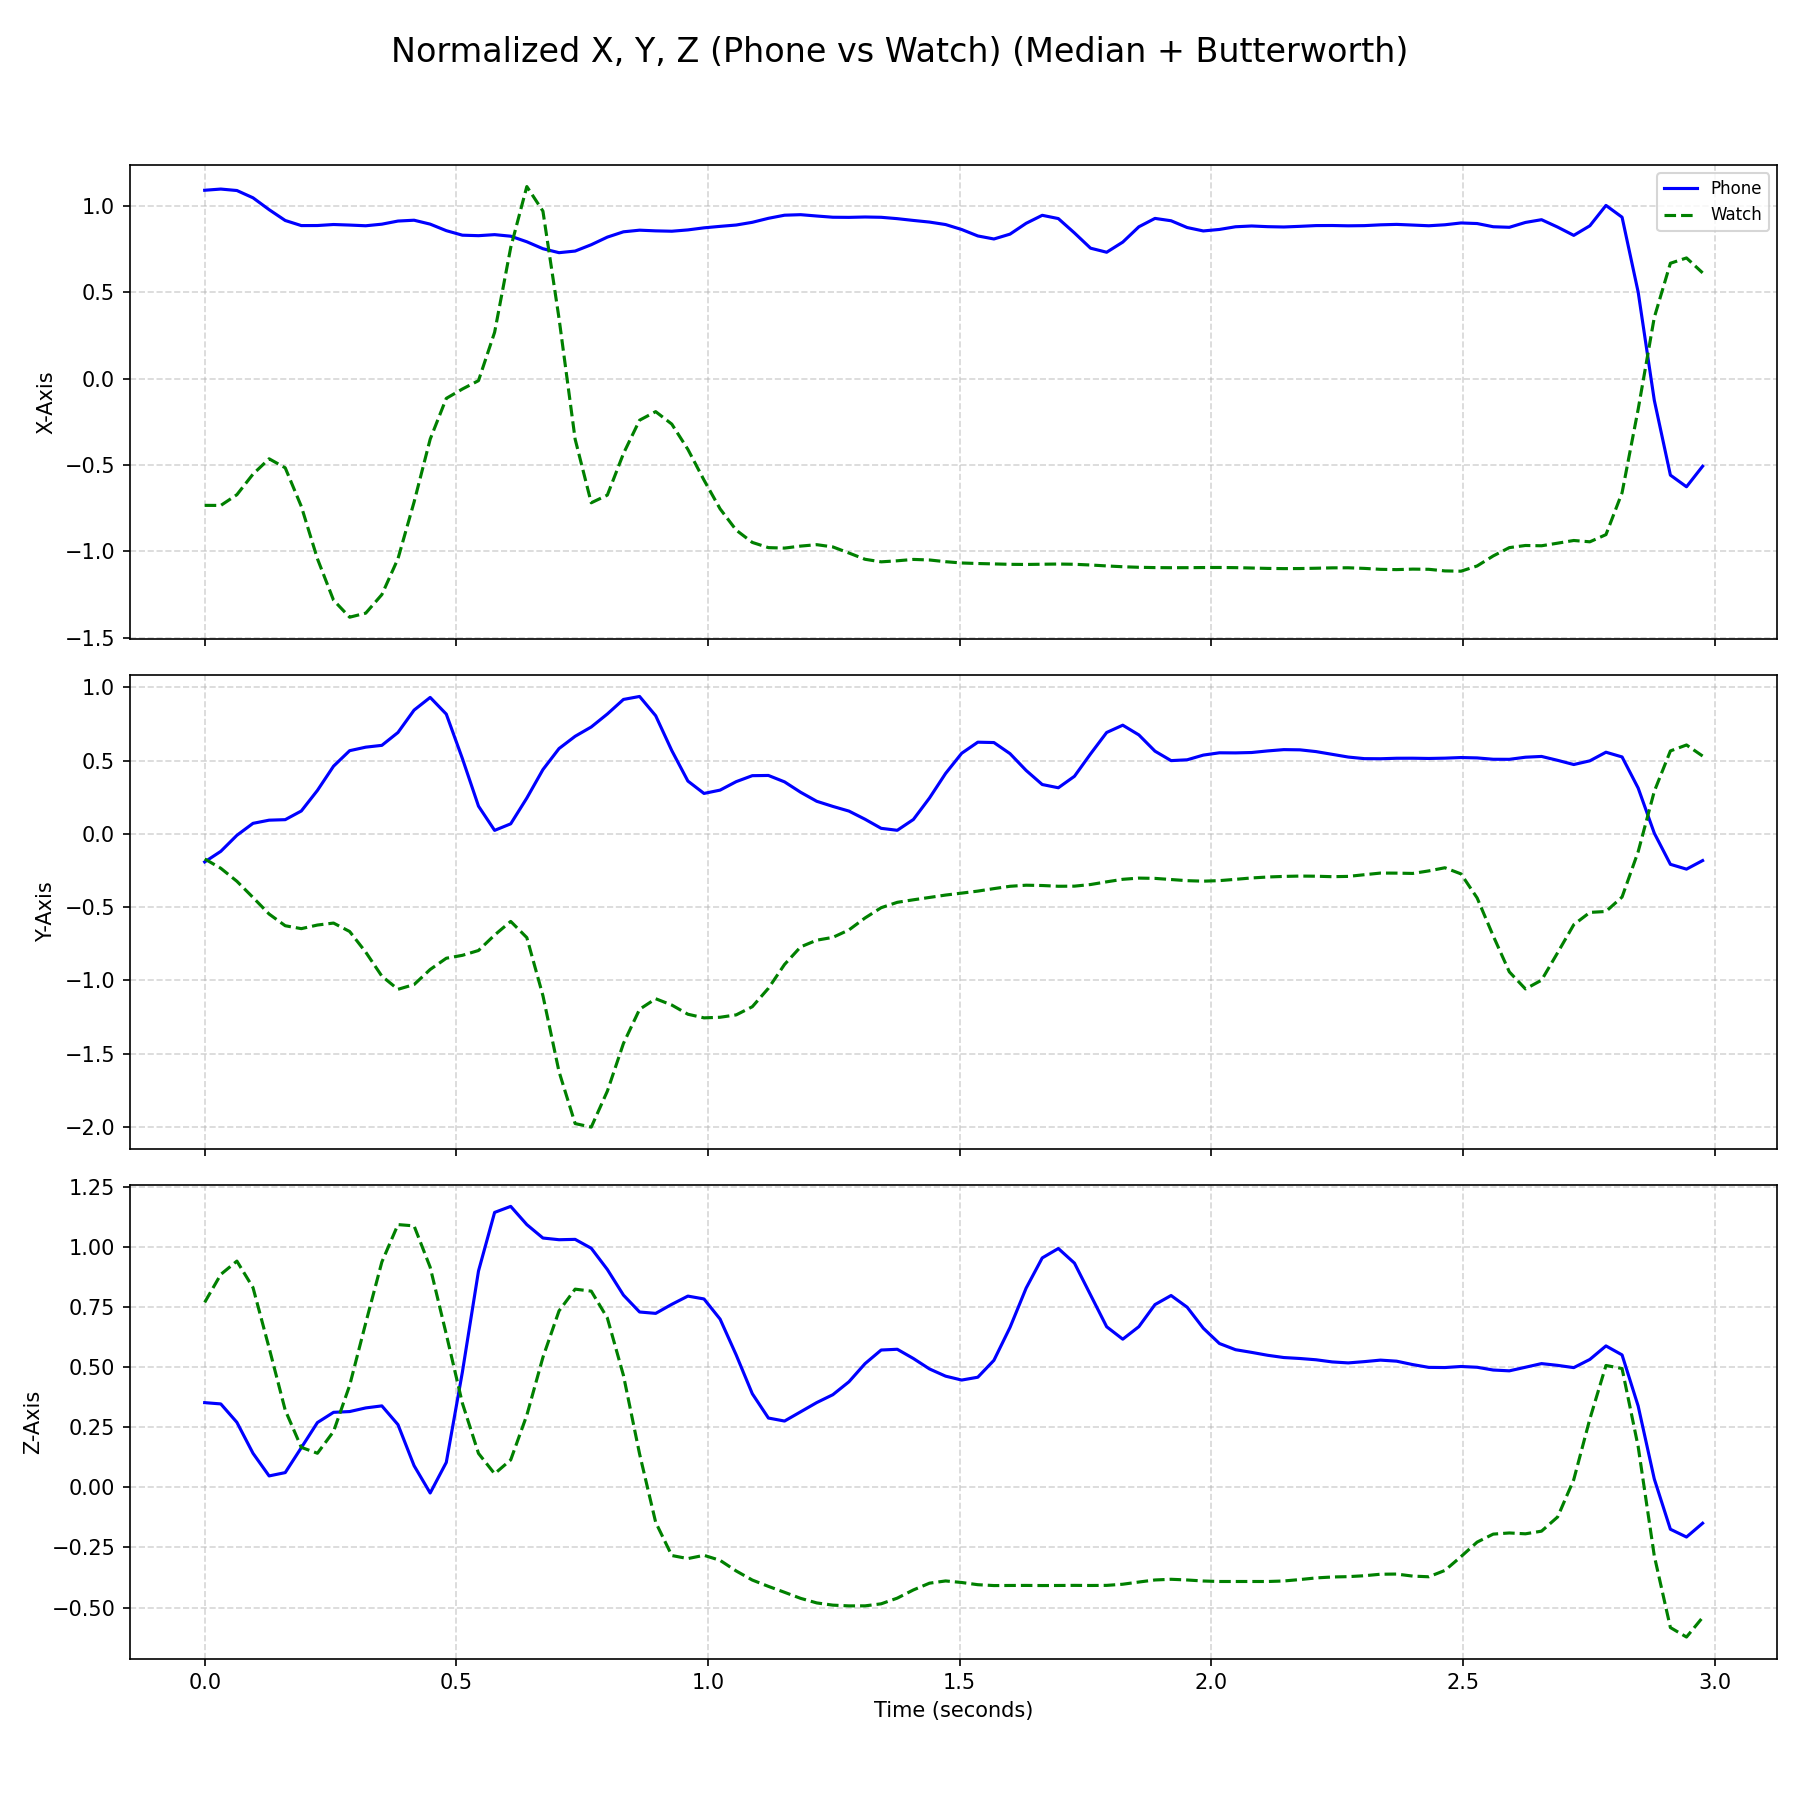 Normalized X, Y, Z (Phone vs Watch) (Median + Butterworth)
Phone
Watch
X-Axis
1.0
0.5
0.0
−0.5
−1.0
−1.5
Y-Axis
1.0
0.5
0.0
−0.5
−1.0
−1.5
−2.0
Z-Axis
1.25
1.00
0.75
0.50
0.25
0.00
−0.25
−0.50
0.0 0.5 1.0 1.5 2.0 2.5 3.0
Time (seconds)